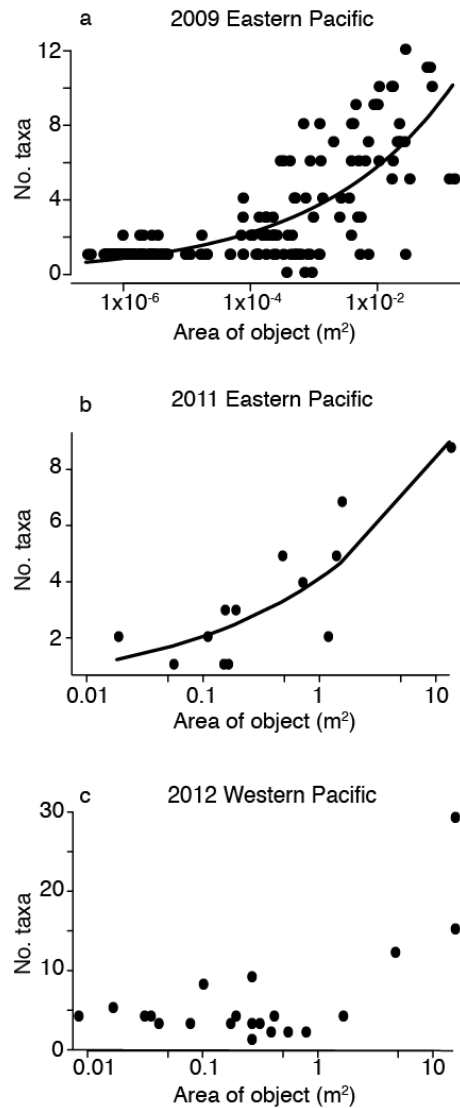 a
2009 Eastern Pacific
12
8
4
0
No. taxa
1x10⁻⁶ 1x10⁻⁴ 1x10⁻²
Area of object (m²)
b
2011 Eastern Pacific
8
6
4
2
No. taxa
0.01 0.1 1 10
Area of object (m²)
c
2012 Western Pacific
30
20
10
0
No. taxa
0.01 0.1 1 10
Area of object (m²)